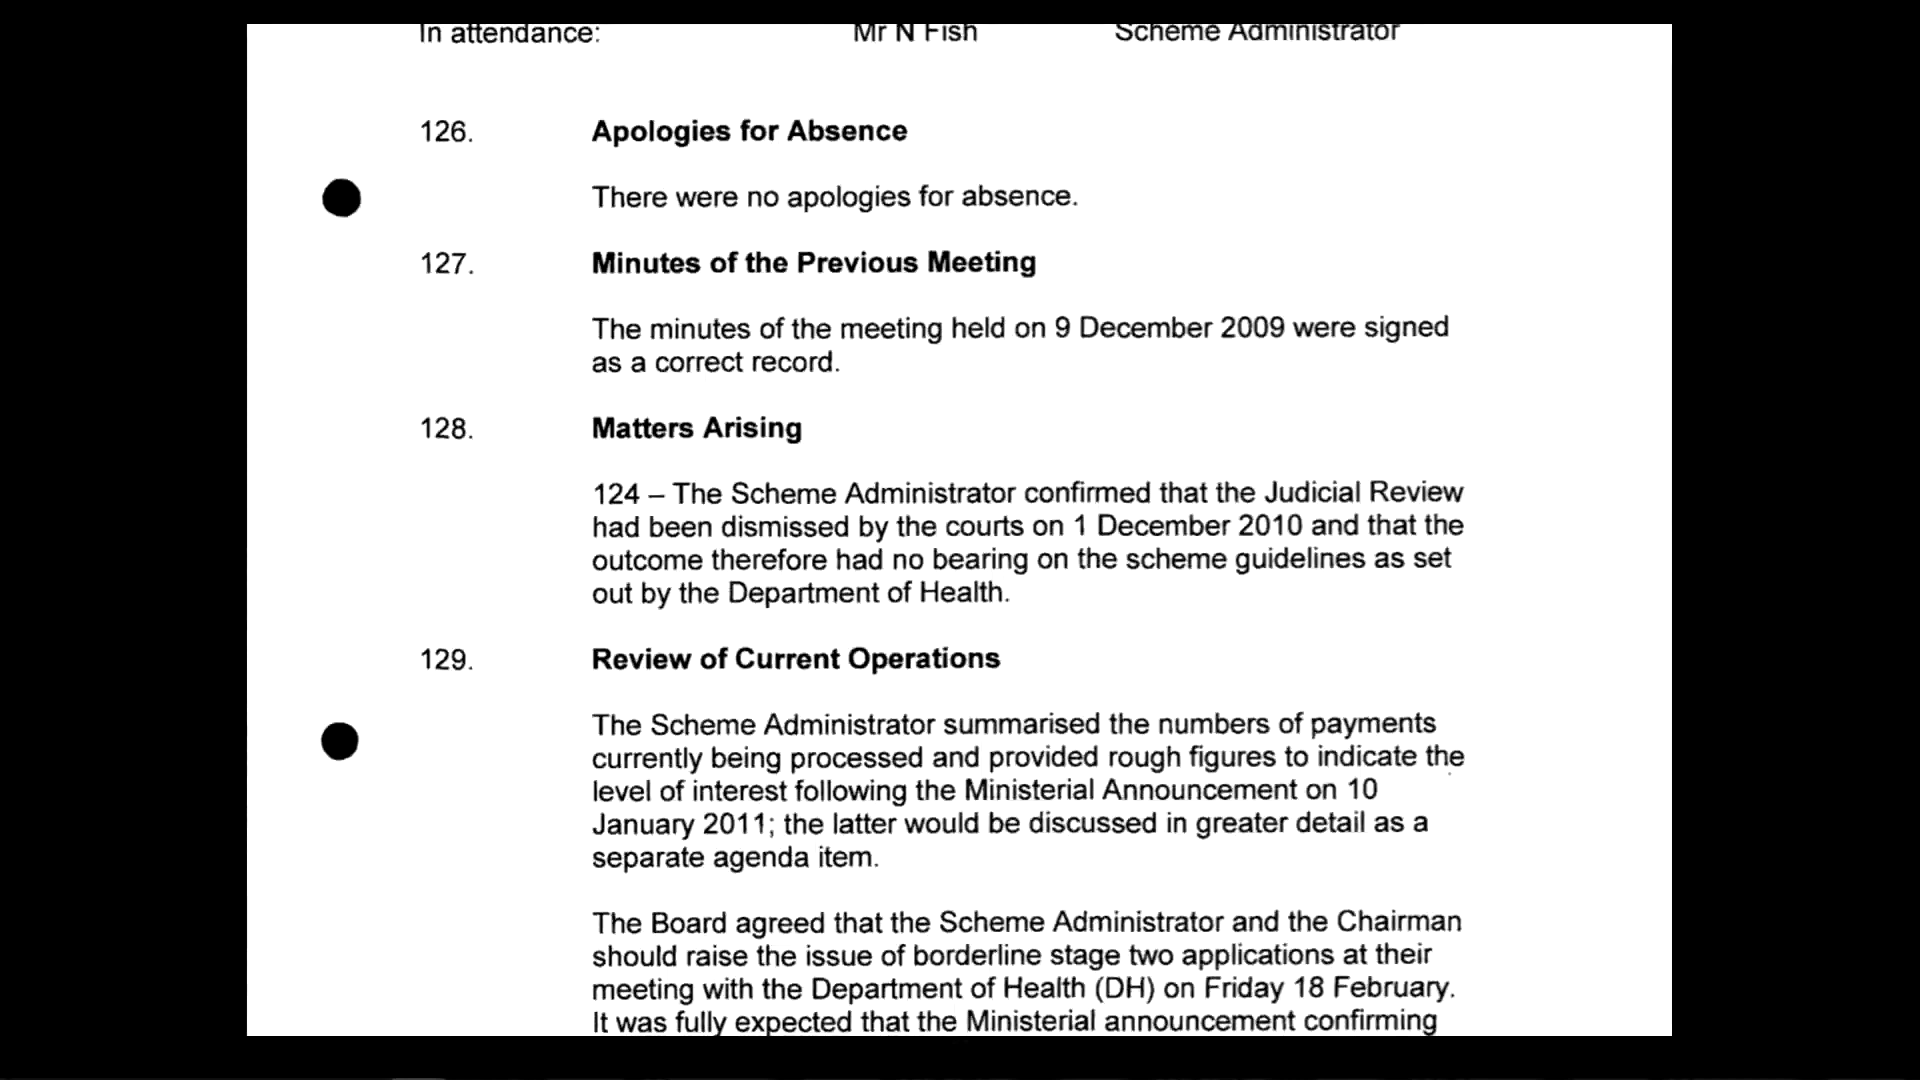 In attendance: Mr N Fish Scheme Administrator
126. Apologies for Absence
There were no apologies for absence.
127. Minutes of the Previous Meeting
The minutes of the meeting held on 9 December 2009 were signed
as a correct record.
128. Matters Arising
124 – The Scheme Administrator confirmed that the Judicial Review
had been dismissed by the courts on 1 December 2010 and that the
outcome therefore had no bearing on the scheme guidelines as set
out by the Department of Health.
129. Review of Current Operations
The Scheme Administrator summarised the numbers of payments
currently being processed and provided rough figures to indicate the
level of interest following the Ministerial Announcement on 10
January 2011; the latter would be discussed in greater detail as a
separate agenda item.
The Board agreed that the Scheme Administrator and the Chairman
should raise the issue of borderline stage two applications at their
meeting with the Department of Health (DH) on Friday 18 February.
It was fully expected that the Ministerial announcement confirming